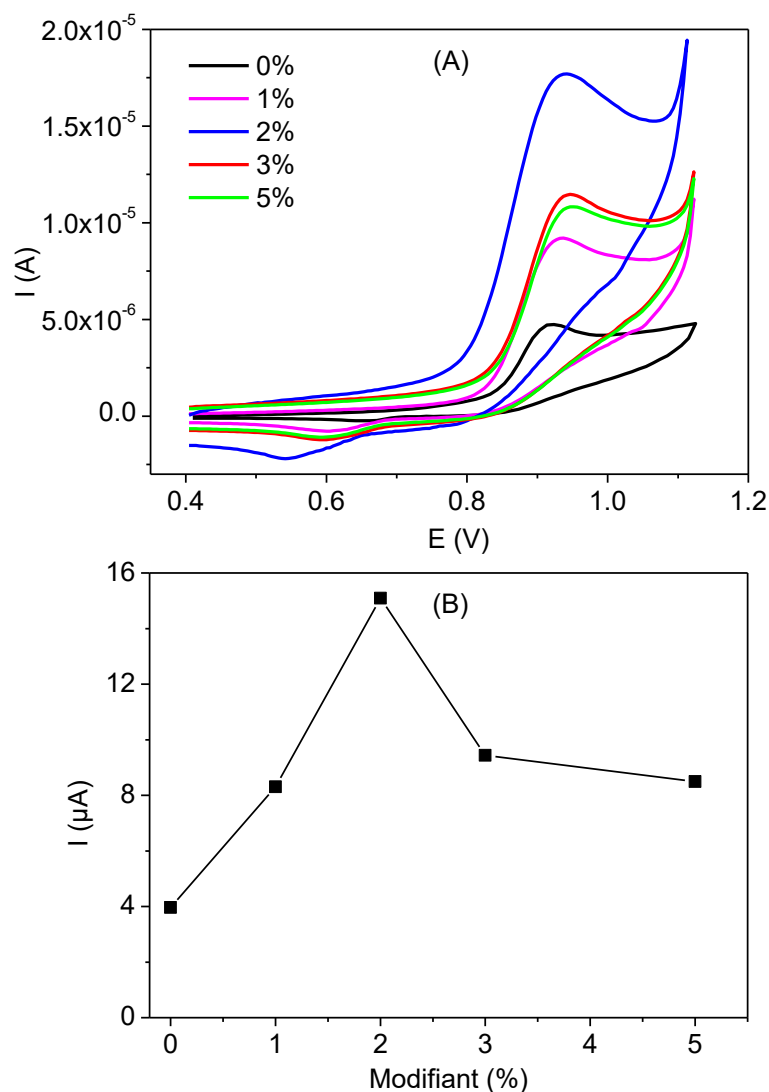 (A)
0%
1%
2%
3%
5%
2.0x10⁻⁵
1.5x10⁻⁵
1.0x10⁻⁵
5.0x10⁻⁶
0.0
I (A)
0.4 0.6 0.8 1.0 1.2
E (V)
(B)
16
12
8
4
0
I (µA)
0 1 2 3 4 5
Modifiant (%)